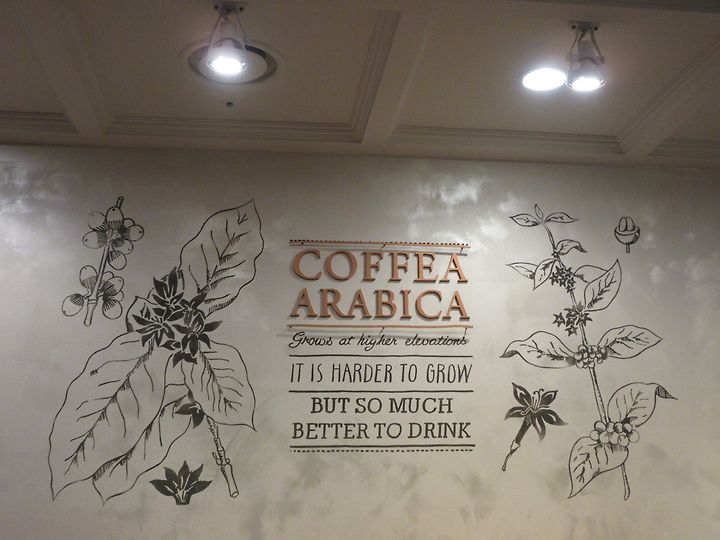 COFFEA
ARABICA
Grows at higher elevations
IT IS HARDER TO GROW
BUT SO MUCH
BETTER TO DRINK